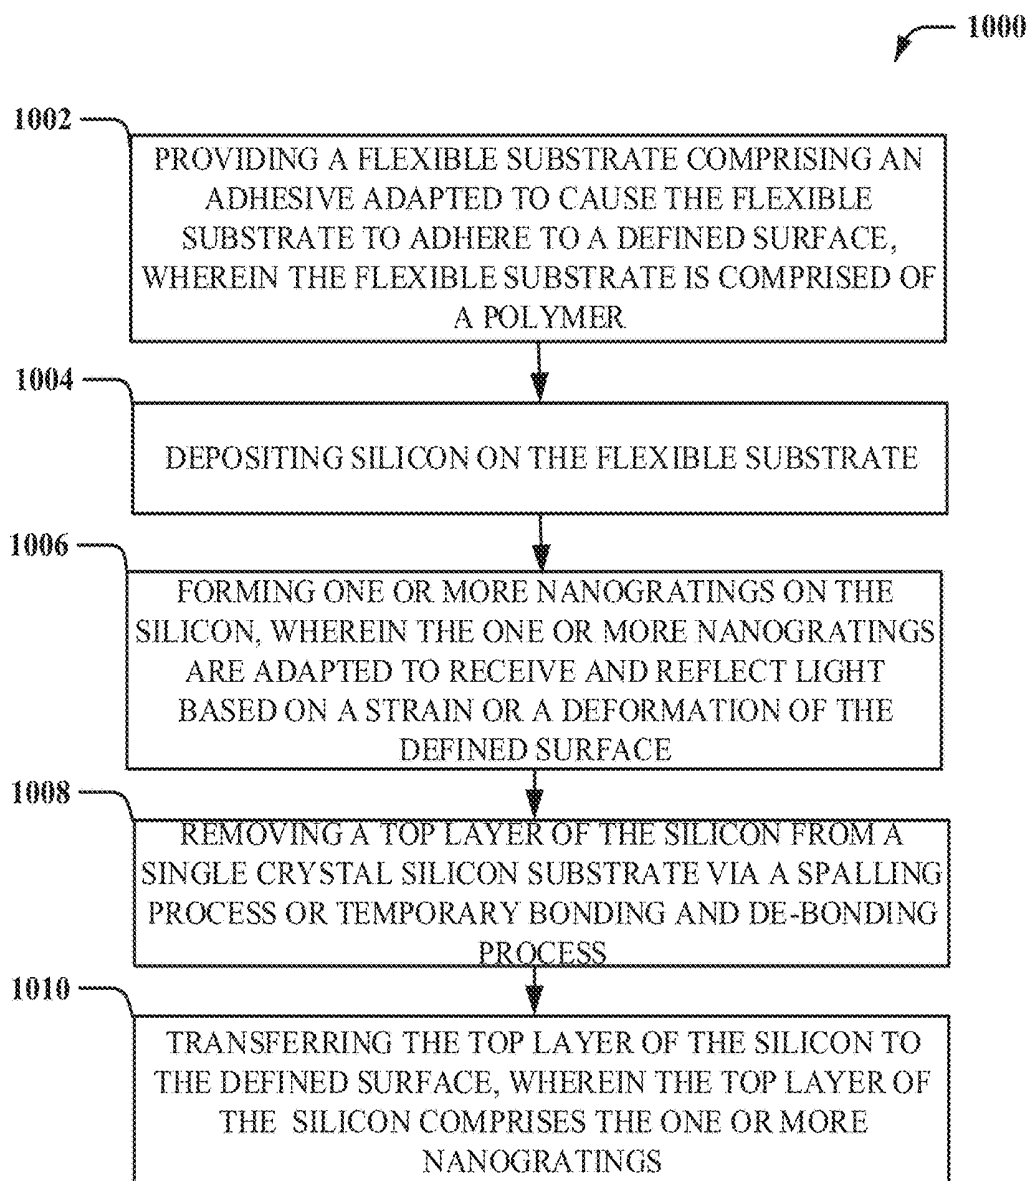 1000
1002
PROVIDING A FLEXIBLE SUBSTRATE COMPRISING AN
ADHESIVE ADAPTED TO CAUSE THE FLEXIBLE
SUBSTRATE TO ADHERE TO A DEFINED SURFACE,
WHEREIN THE FLEXIBLE SUBSTRATE IS COMPRISED OF
A POLYMER
1004
DEPOSITING SILICON ON THE FLEXIBLE SUBSTRATE
1006
FORMING ONE OR MORE NANOGRATINGS ON THE
SILICON, WHEREIN THE ONE OR MORE NANOGRATINGS
ARE ADAPTED TO RECEIVE AND REFLECT LIGHT
BASED ON A STRAIN OR A DEFORMATION OF THE
DEFINED SURFACE
1008
REMOVING A TOP LAYER OF THE SILICON FROM A
SINGLE CRYSTAL SILICON SUBSTRATE VIA A SPALLING
PROCESS OR TEMPORARY BONDING AND DE-BONDING
PROCESS
1010
TRANSFERRING THE TOP LAYER OF THE SILICON TO
THE DEFINED SURFACE, WHEREIN THE TOP LAYER OF
THE SILICON COMPRISES THE ONE OR MORE
NANOGRATINGS